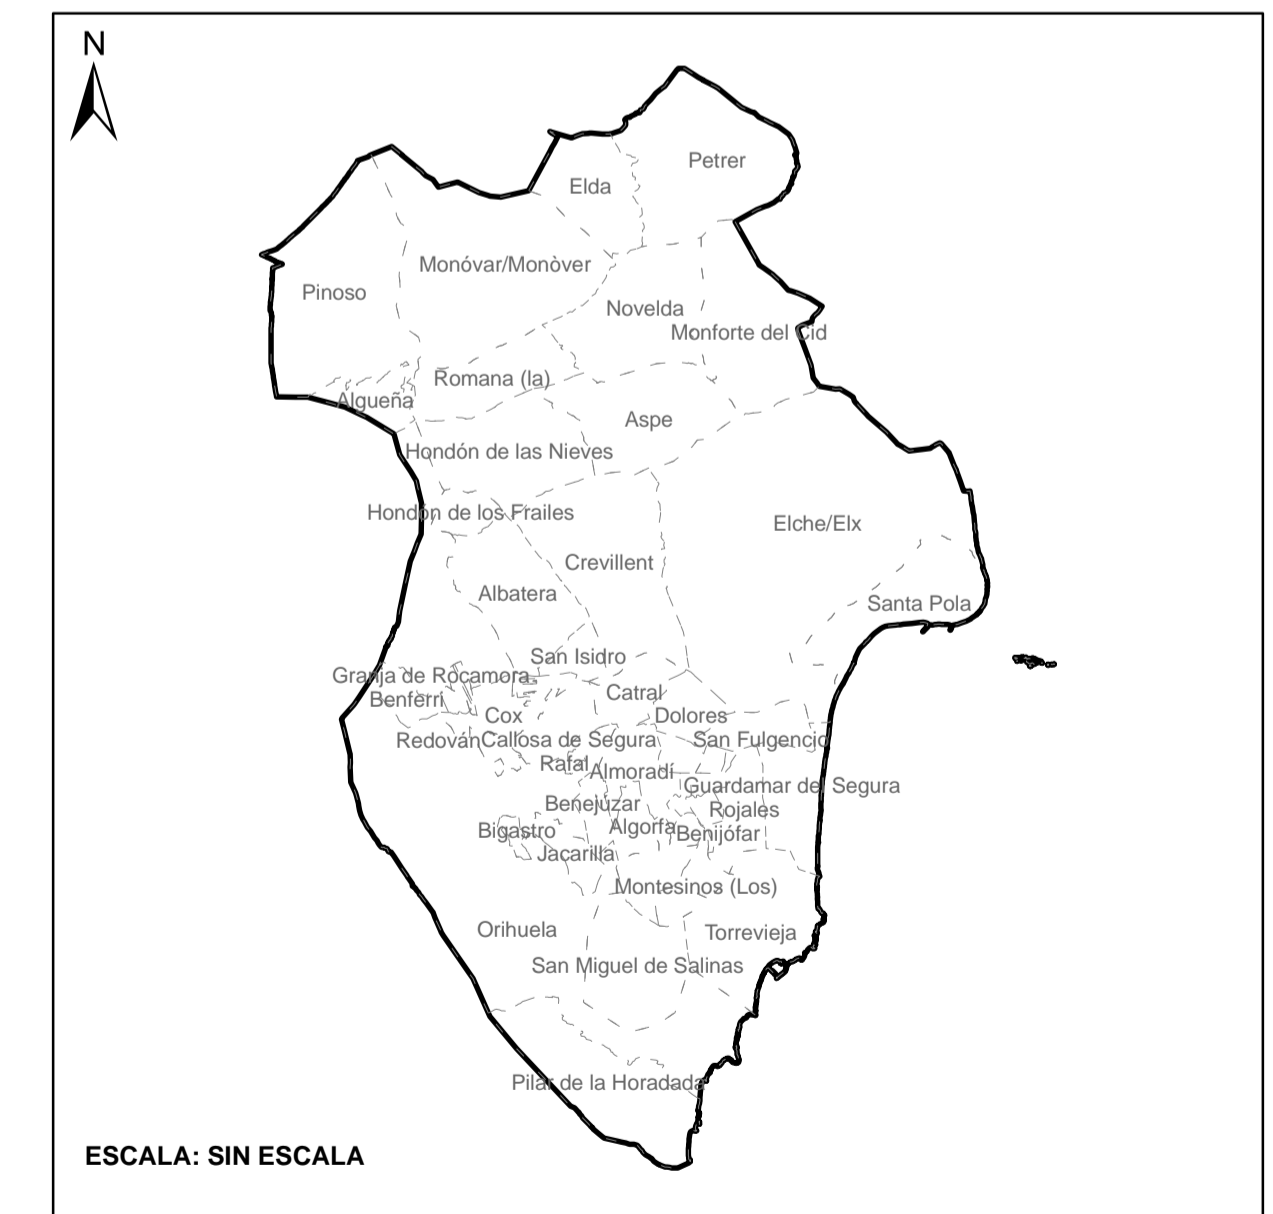 N
Petrer
Elda
Monóvar/Monòver
Pinoso
Novelda
Monforte del Cid
Romana (la)
Algueña
Aspe
Hondón de las Nieves
Hondón de los Frailes
Elche/Elx
Crevillent
Albatera
Santa Pola
San Isidro
Granja de Rocamora
Catral
Benferri
Cox
Dolores
Redován
Callosa de Segura
San Fulgencio
Rafal
Almoradí
Guardamar del Segura
Benejúzar
Rojales
Bigastro
Algorfa
Benijófar
Jacarilla
Montesinos (Los)
Orihuela
Torrevieja
San Miguel de Salinas
Pilar de la Horadada
ESCALA: SIN ESCALA